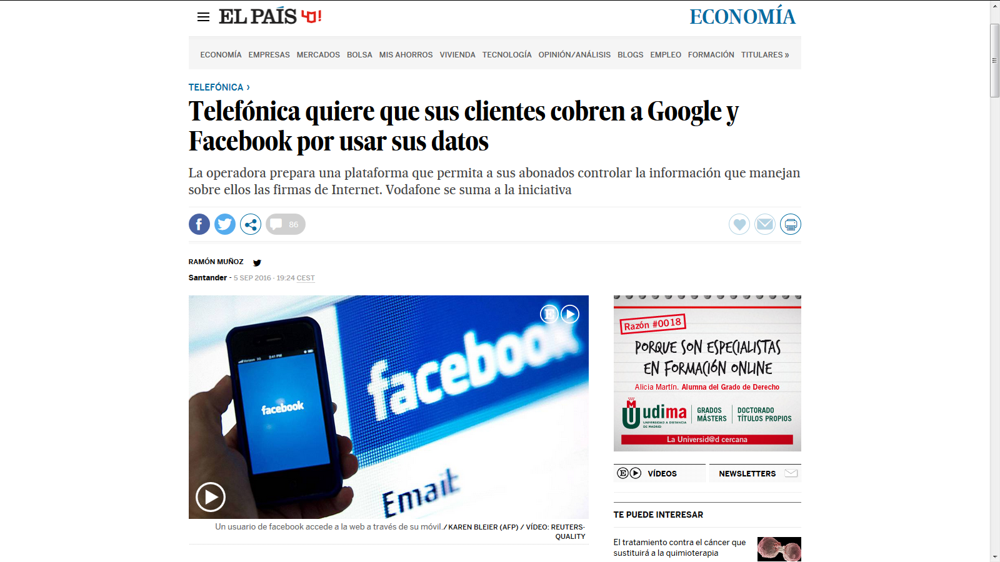 EL PAÍS 40!
ECONOMÍA
ECONOMÍA EMPRESAS MERCADOS BOLSA MIS AHORROS VIVIENDA TECNOLOGÍA OPINIÓN/ANÁLISIS BLOGS EMPLEO FORMACIÓN TITULARES »
TELEFÓNICA ›
Telefónica quiere que sus clientes cobren a Google y
Facebook por usar sus datos
La operadora prepara una plataforma que permita a sus abonados controlar la información que manejan
sobre ellos las firmas de Internet. Vodafone se suma a la iniciativa
86
RAMÓN MUÑOZ
Santander - 5 SEP 2016 - 19:24 CEST
facebook
Email
Verizon 3G 2:41 PM
facebook
Un usuario de facebook accede a la web a través de su móvil. / KAREN BLEIER (AFP) / VÍDEO: REUTERS-
QUALITY
Razón #0018
PORQUE SON ESPECIALISTAS
EN FORMACIÓN ONLINE
Alicia Martín. Alumna del Grado de Derecho
udima
UNIVERSIDAD A DISTANCIA
DE MADRID
GRADOS
MÁSTERS
DOCTORADO
TÍTULOS PROPIOS
La Universid@d cercana
E VÍDEOS
NEWSLETTERS
TE PUEDE INTERESAR
El tratamiento contra el cáncer que
sustituirá a la quimioterapia